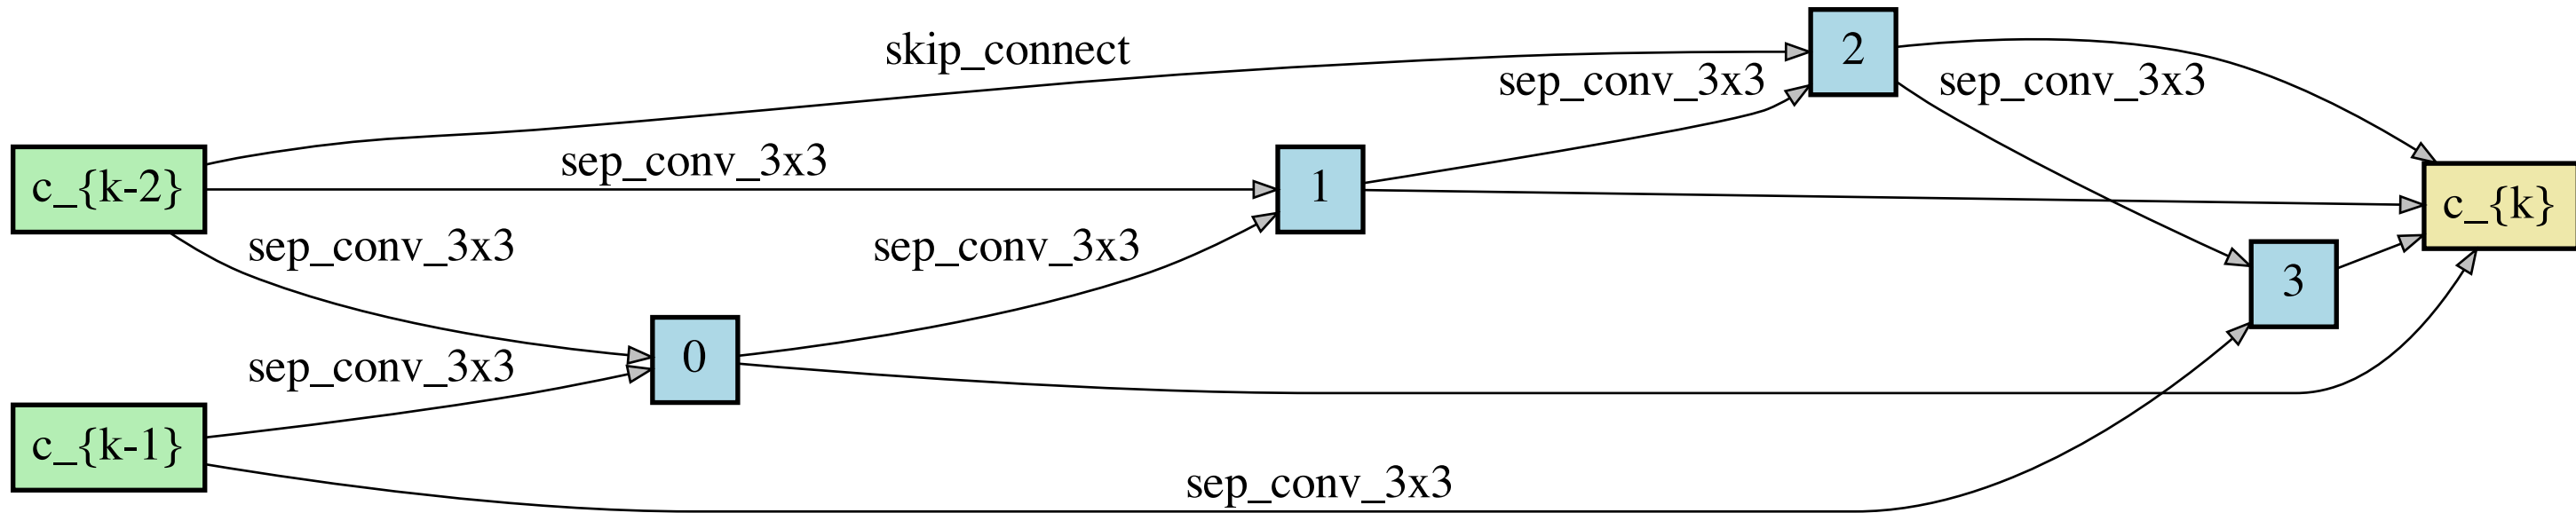 skip_connect
2
sep_conv_3x3
sep_conv_3x3
sep_conv_3x3
c_{k-2}
1
c_{k}
sep_conv_3x3
sep_conv_3x3
3
0
sep_conv_3x3
c_{k-1}
sep_conv_3x3